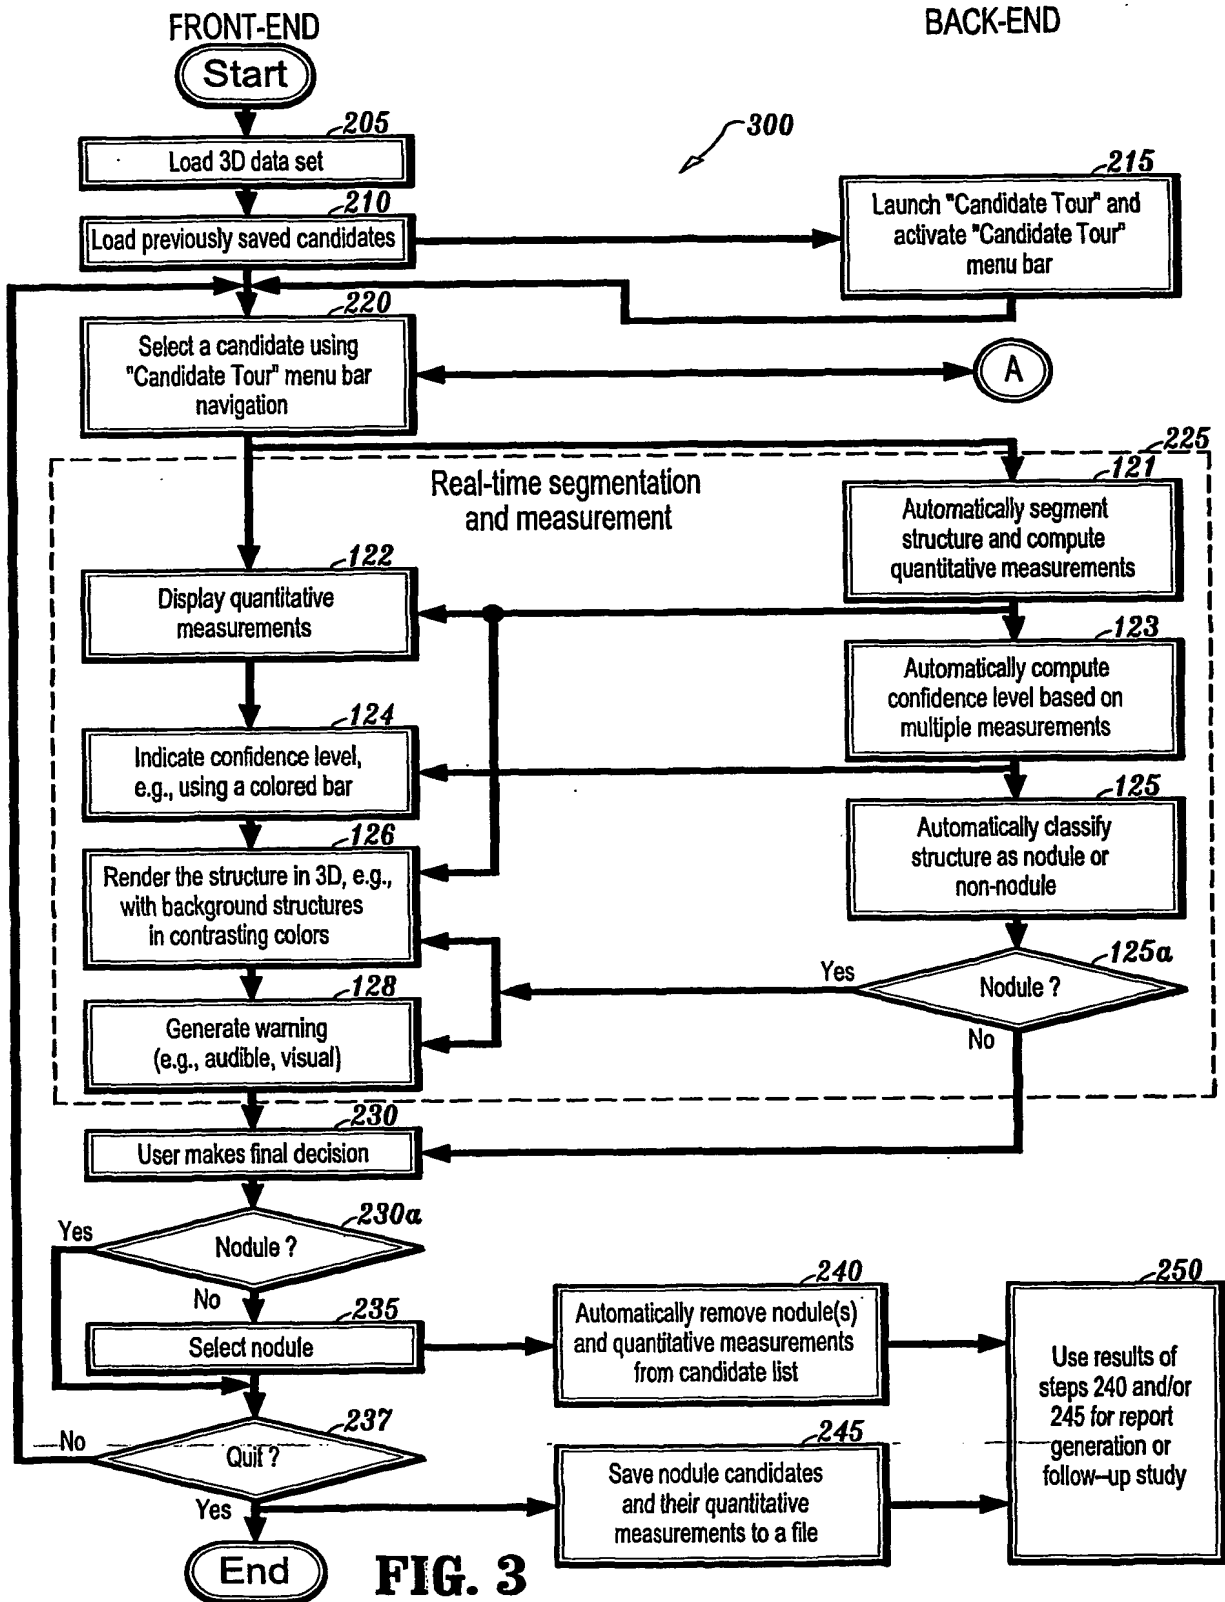 FRONT-END
BACK-END
Start
205
Load 3D data set
300
210
Load previously saved candidates
215
Launch "Candidate Tour" and
activate "Candidate Tour"
menu bar
220
Select a candidate using
"Candidate Tour" menu bar
navigation
A
225
Real-time segmentation
and measurement
121
Automatically segment
structure and compute
quantitative measurements
122
Display quantitative
measurements
123
Automatically compute
confidence level based on
multiple measurements
124
Indicate confidence level,
e.g., using a colored bar
125
Automatically classify
structure as nodule or
non-nodule
126
Render the structure in 3D, e.g.,
with background structures
in contrasting colors
125a
Yes
Nodule ?
No
128
Generate warning
(e.g., audible, visual)
230
User makes final decision
230a
Yes
Nodule ?
No
235
Select nodule
240
Automatically remove nodule(s)
and quantitative measurements
from candidate list
250
Use results of
steps 240 and/or
245 for report
generation or
follow-up study
237
No
Quit ?
Yes
245
Save nodule candidates
and their quantitative
measurements to a file
End
FIG. 3